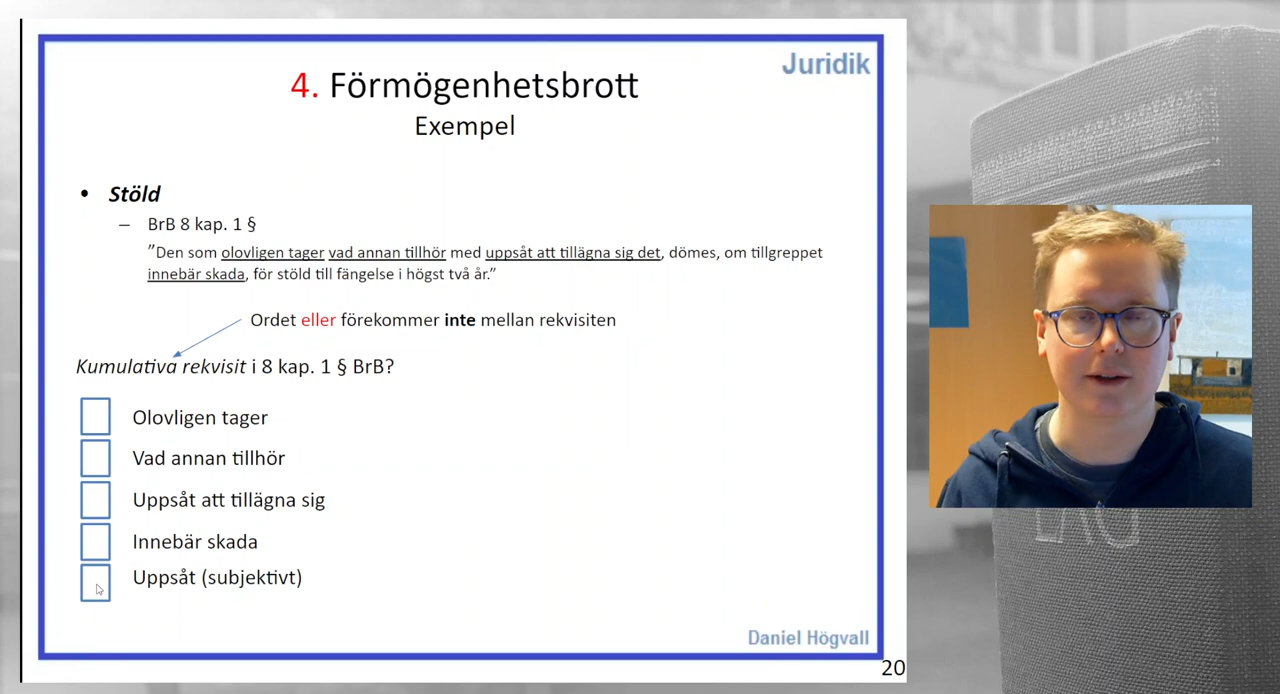 Juridik
4. Förmögenhetsbrott
Exempel
• Stöld
– BrB 8 kap. 1 §
”Den som olovligen tager vad annan tillhör med uppsåt att tillägna sig det, dömes, om tillgreppet
innebär skada, för stöld till fängelse i högst två år.”
Ordet eller förekommer inte mellan rekvisiten
Kumulativa rekvisit i 8 kap. 1 § BrB?
Olovligen tager
Vad annan tillhör
Uppsåt att tillägna sig
Innebär skada
Uppsåt (subjektivt)
Daniel Högvall
20